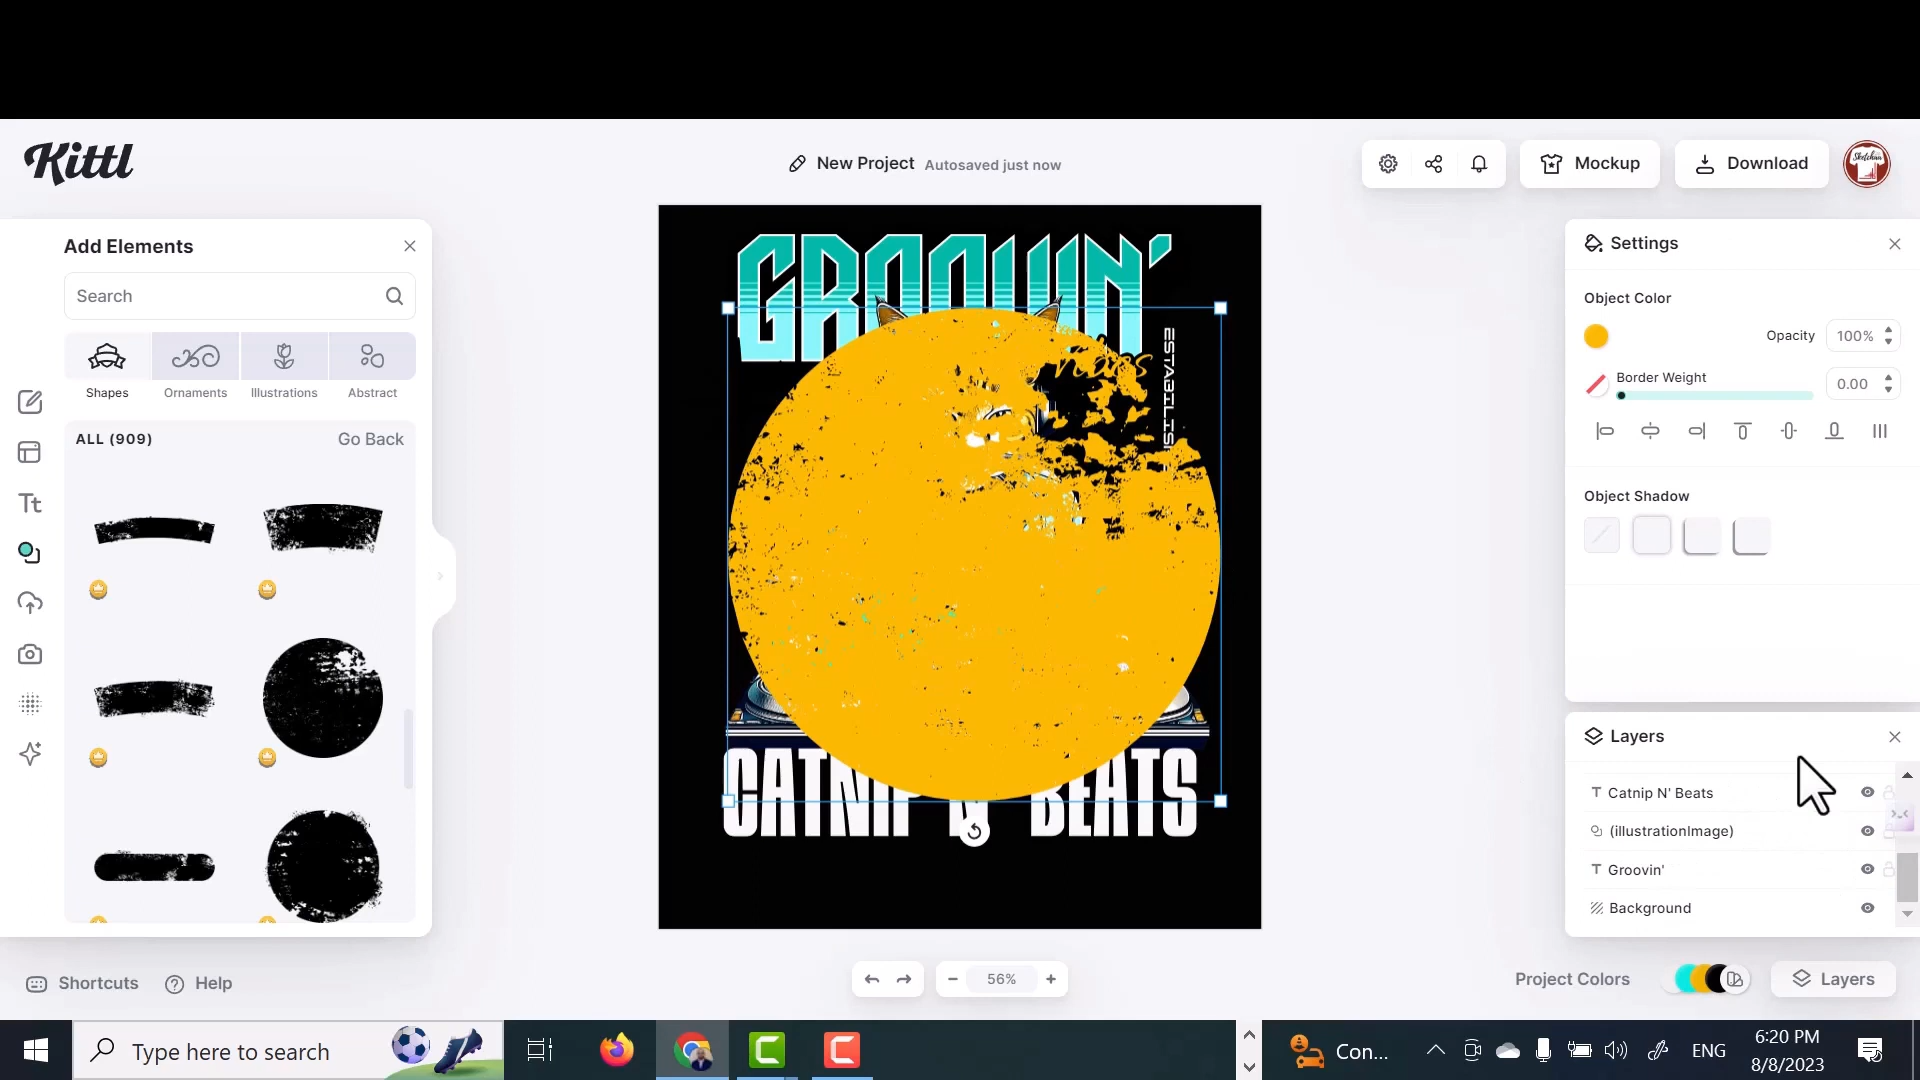 Kittl
New Project Autosaved just now
Mockup
Download
Add Elements
Search
Shapes
Ornaments
Illustrations
Abstract
ALL (909)
Go Back
GROOVIN'
ESTABLIS
CATNIP N BEATS
Settings
Object Color
Opacity 100%
Border Weight
0.00
Object Shadow
Layers
T Catnip N' Beats
(illustrationImage)
T Groovin'
Background
Shortcuts
Help
56%
Project Colors
Layers
Type here to search
Con...
ENG
6:20 PM
8/8/2023